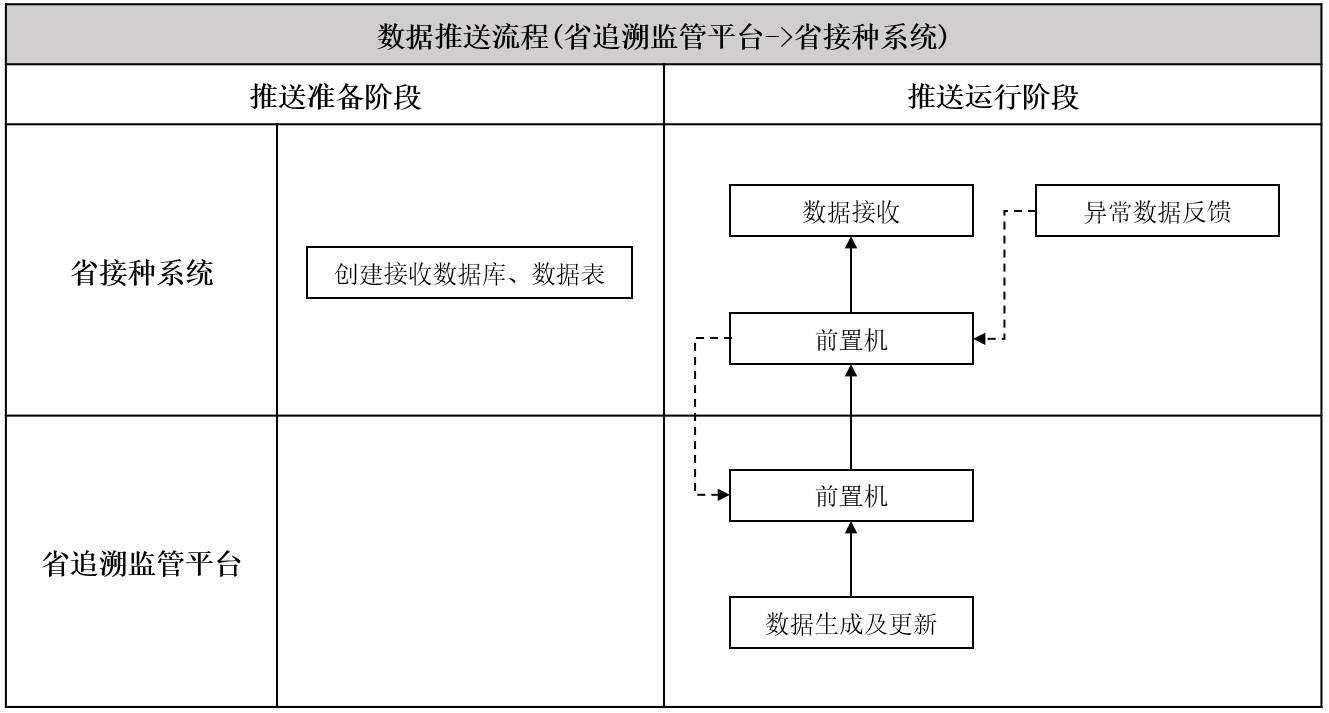 数据推送流程(省追溯监管平台->省接种系统)
推送准备阶段
推送运行阶段
省接种系统
创建接收数据库、数据表
数据接收
异常数据反馈
前置机
省追溯监管平台
前置机
数据生成及更新